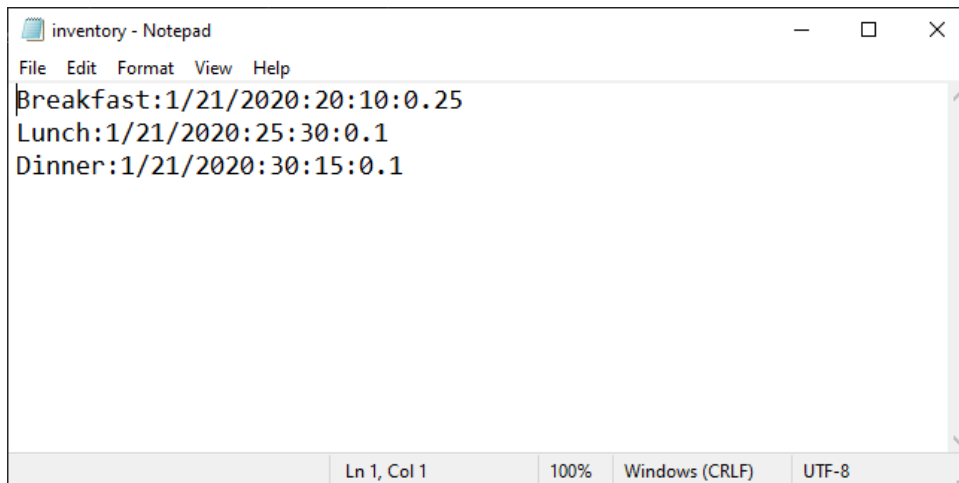 inventory - Notepad
File Edit Format View Help
Breakfast:1/21/2020:20:10:0.25
Lunch:1/21/2020:25:30:0.1
Dinner:1/21/2020:30:15:0.1
Ln 1, Col 1 100% Windows (CRLF) UTF-8